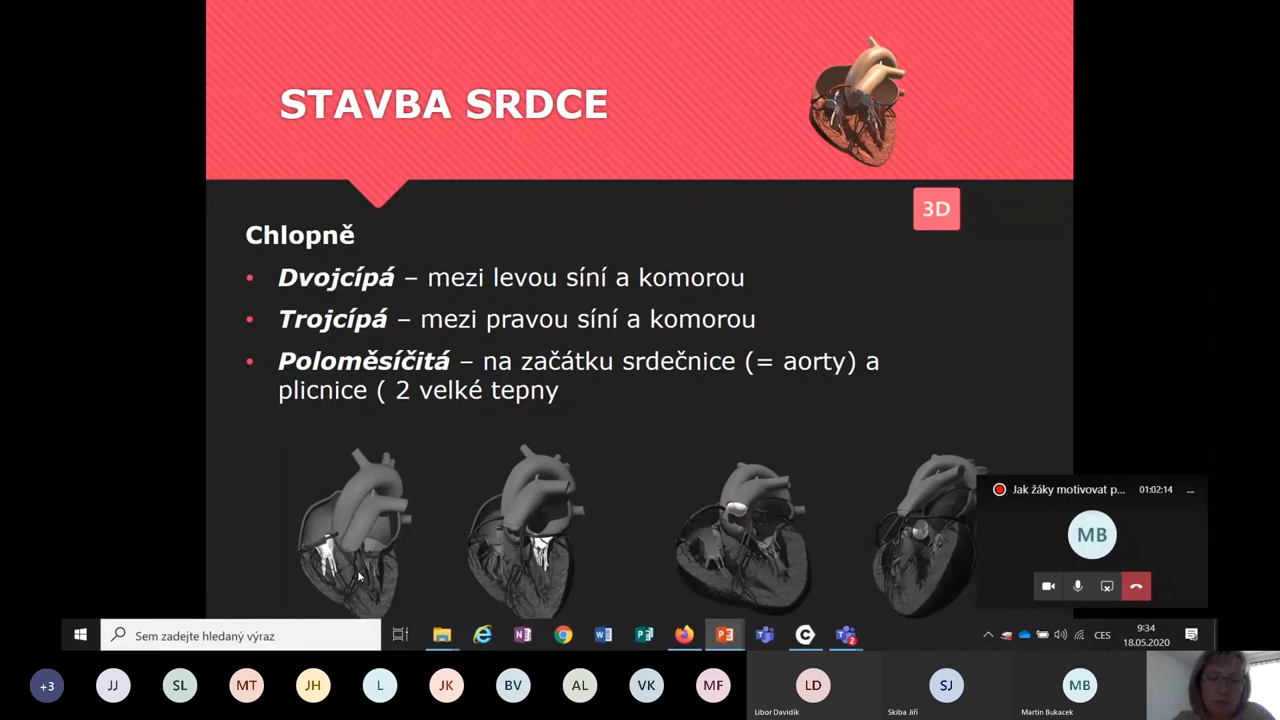 STAVBA SRDCE
3D
Chlopně
• Dvojcípá – mezi levou síní a komorou
• Trojcípá – mezi pravou síní a komorou
• Poloměsíčitá – na začátku srdečnice (= aorty) a
plicnice ( 2 velké tepny
Jak žáky motivovat p... 01:02:14
MB
Sem zadejte hledaný výraz
CES
9:34
18.05.2020
2
+3 JJ SL MT JH L JK BV AL VK MF LD SJ MB
Libor Davidík Skiba Jiří Martin Bukacek